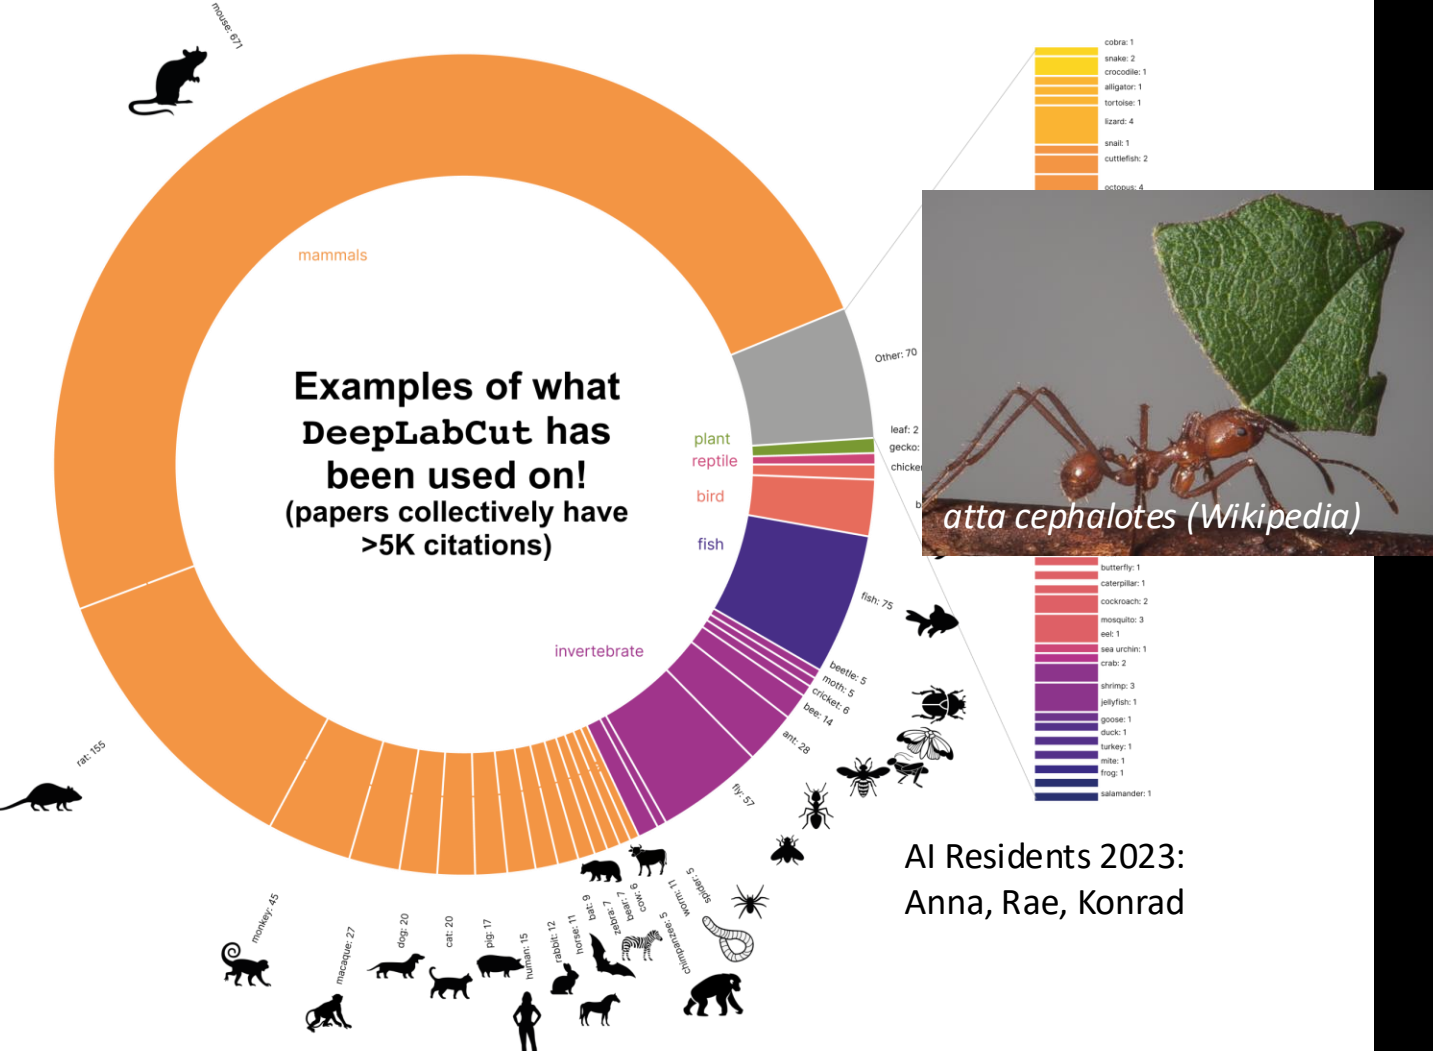 mouse: 671
mammals
Examples of what
DeepLabCut has
been used on!
(papers collectively have
>5K citations)
plant
reptile
bird
fish
invertebrate
Other: 70
leaf: 2
gecko:
fish: 75
beetle: 5
moth: 5
cricket: 6
bee: 14
ant: 28
fly: 57
spider: 5
worm: 11
chimpanzee: 5
cow: 6
bear: 7
zebra: 7
bat: 9
horse: 11
rabbit: 12
human: 15
pig: 17
cat: 20
dog: 20
macaque: 27
monkey: 45
rat: 155
cobra: 1
snake: 2
crocodile: 1
alligator: 1
tortoise: 1
lizard: 4
snail: 1
cuttlefish: 2
octopus: 4
atta cephalotes (Wikipedia)
butterfly: 1
caterpillar: 1
cockroach: 2
mosquito: 3
eel: 1
sea urchin: 1
crab: 2
shrimp: 3
jellyfish: 1
goose: 1
duck: 1
turkey: 1
mite: 1
frog: 1
salamander: 1
AI Residents 2023:
Anna, Rae, Konrad